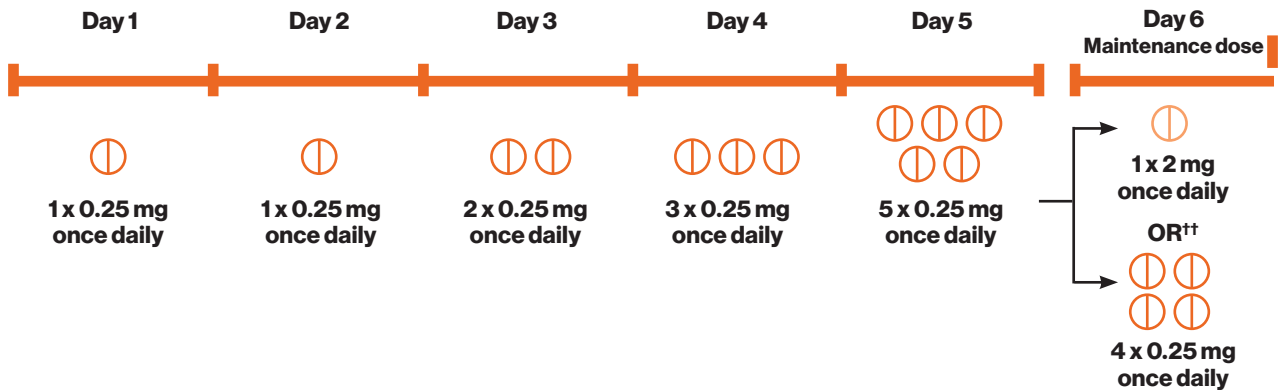 Day 1
Day 2
Day 3
Day 4
Day 5
Day 6
Maintenance dose
1 x 0.25 mg
once daily
1 x 0.25 mg
once daily
2 x 0.25 mg
once daily
3 x 0.25 mg
once daily
5 x 0.25 mg
once daily
1 x 2 mg
once daily
OR††
4 x 0.25 mg
once daily